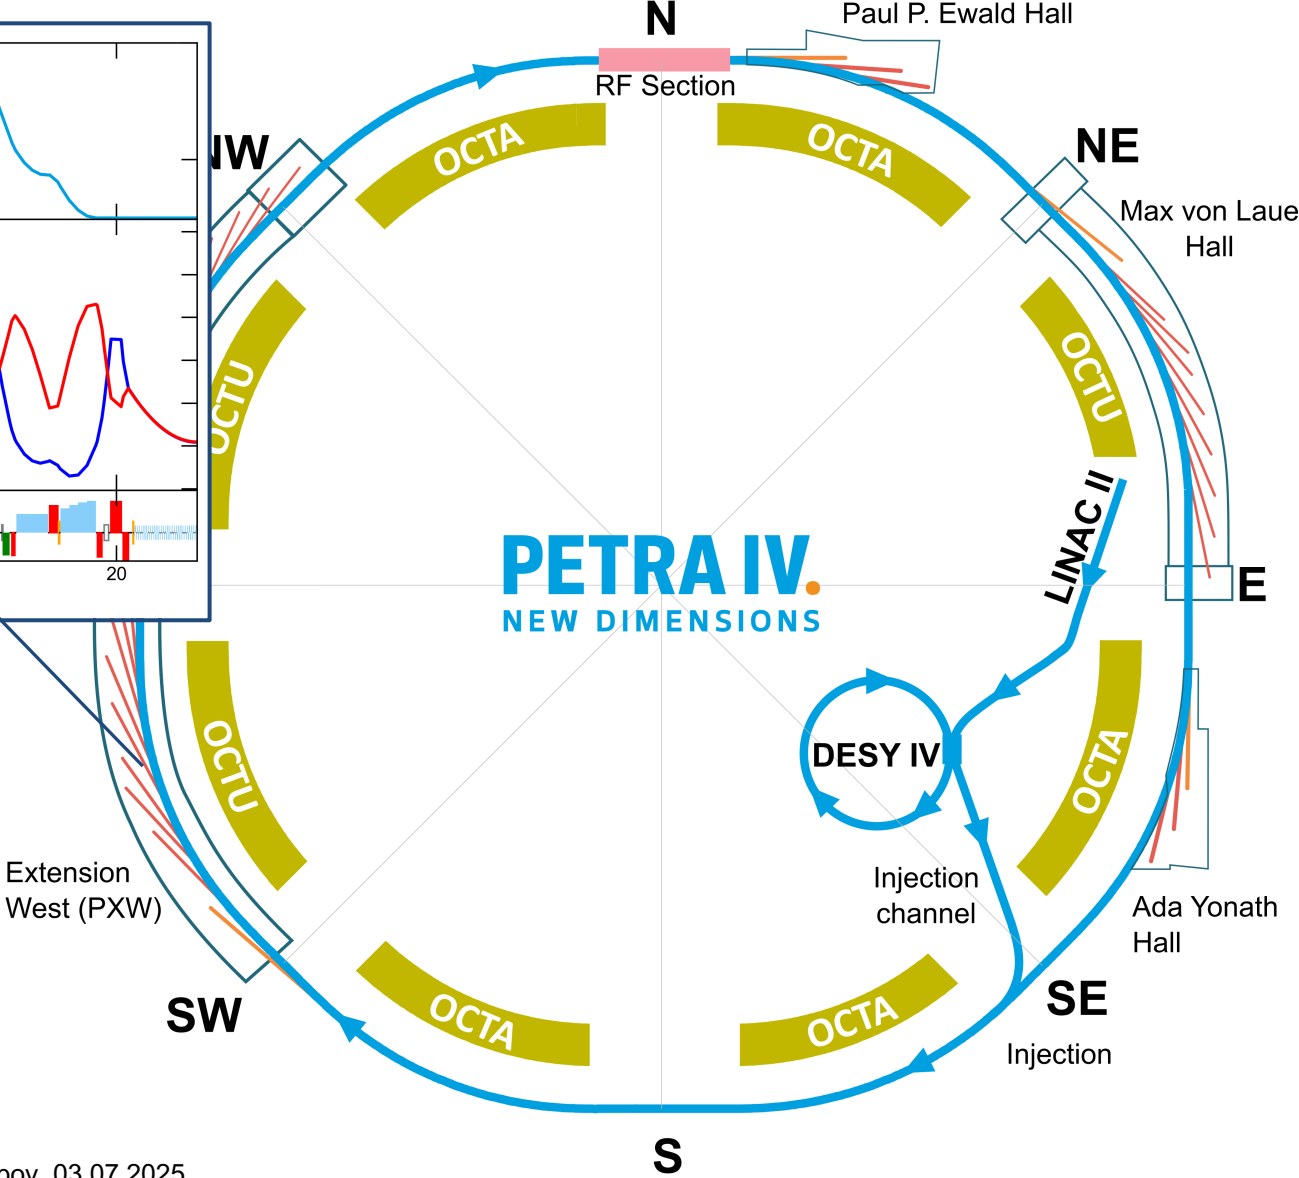 N
Paul P. Ewald Hall
RF Section
NW
NE
OCTA
OCTA
Max von Laue
Hall
OCTU
OCTU
LINAC II
PETRA IV.
NEW DIMENSIONS
20
E
OCTU
DESY IV
OCTA
Extension
West (PXW)
Injection
channel
Ada Yonath
Hall
SW
OCTA
OCTA
SE
Injection
S
03.07.2025